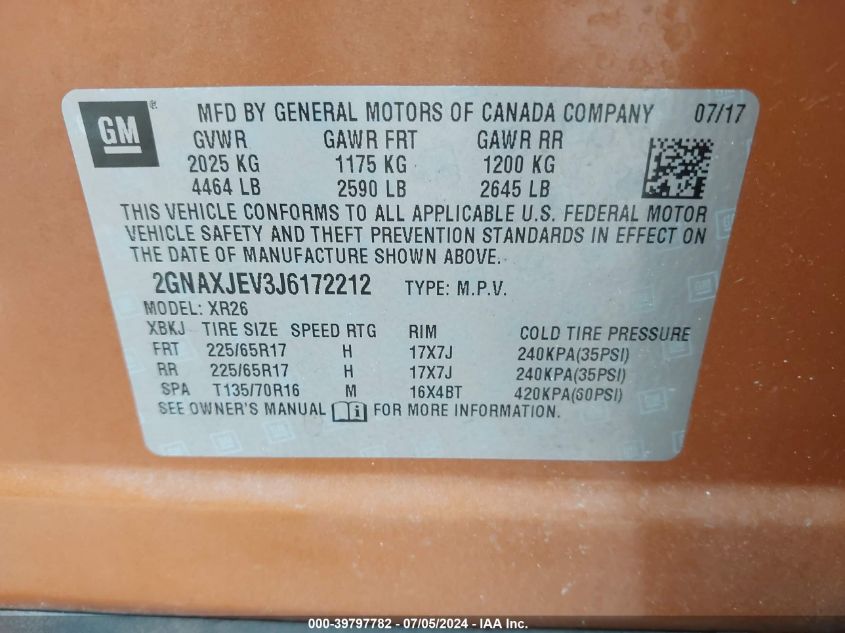 GM® MFD BY GENERAL MOTORS OF CANADA COMPANY 07/17
GVWR GAWR FRT GAWR RR
2025 KG 1175 KG 1200 KG
4464 LB 2590 LB 2645 LB
THIS VEHICLE CONFORMS TO ALL APPLICABLE U.S. FEDERAL MOTOR
VEHICLE SAFETY AND THEFT PREVENTION STANDARDS IN EFFECT ON
THE DATE OF MANUFACTURE SHOWN ABOVE.
2GNAXJEV3J6172212 TYPE: M.P.V.
MODEL: XR26
XBKJ TIRE SIZE SPEED RTG RIM COLD TIRE PRESSURE
FRT 225/65R17 H 17X7J 240KPA(35PSI)
RR 225/65R17 H 17X7J 240KPA(35PSI)
SPA T135/70R16 M 16X4BT 420KPA(60PSI)
SEE OWNER'S MANUAL FOR MORE INFORMATION.
000-39797782 - 07/05/2024 - IAA Inc.